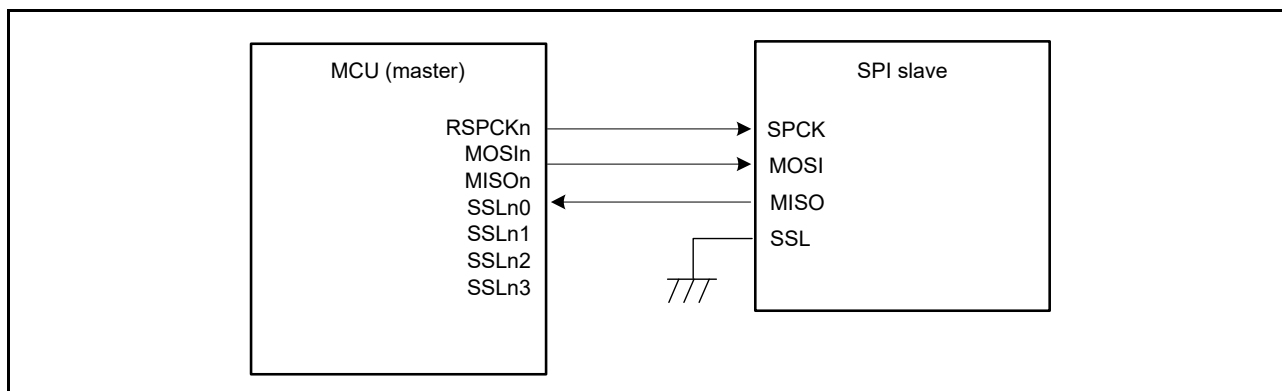 MCU (master)
RSPCKn
MOSIn
MISOn
SSLn0
SSLn1
SSLn2
SSLn3
SPI slave
SPCK
MOSI
MISO
SSL